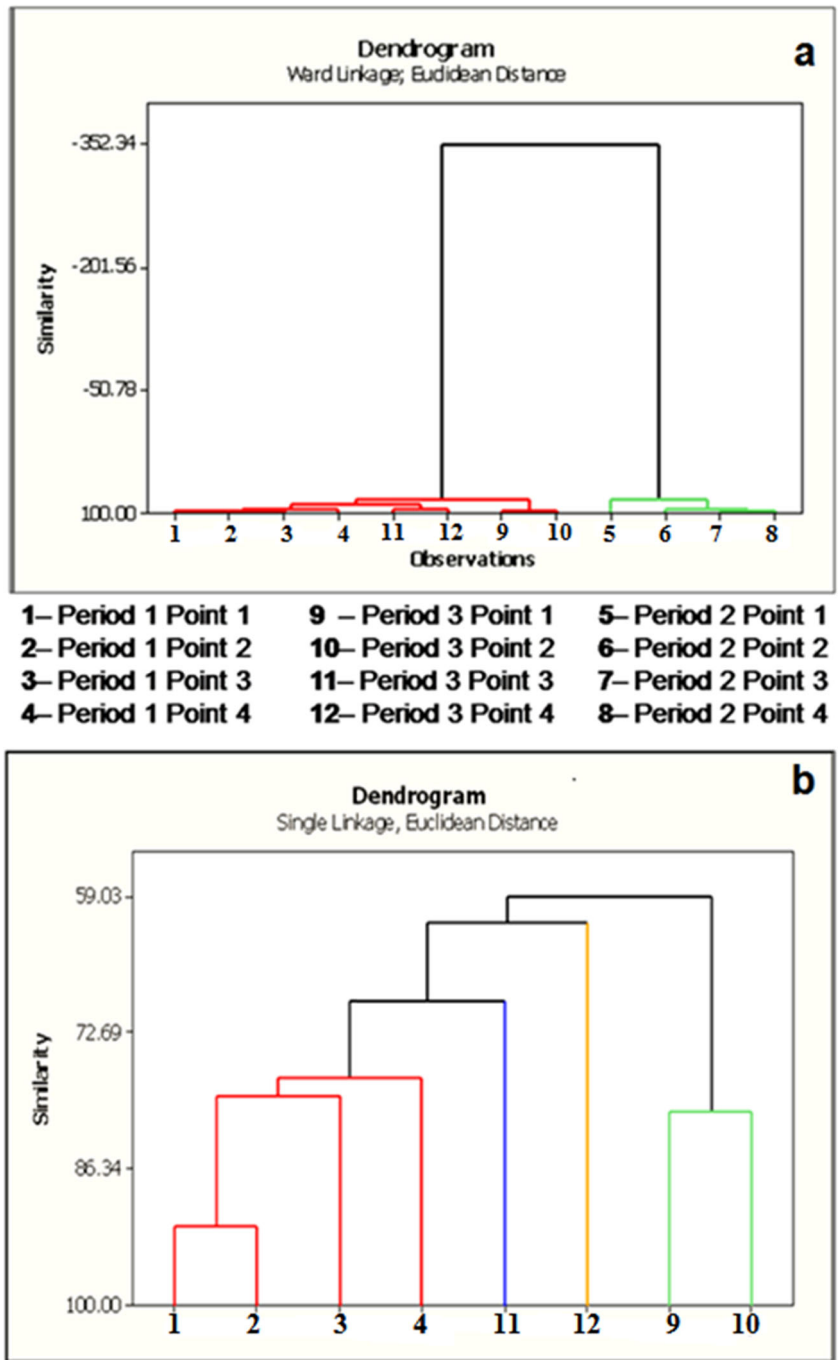 a
Dendrogram
Ward Linkage; Euclidean Distance
-352.34
-201.56
-50.78
100.00
Similarity
1 2 3 4 11 12 9 10 5 6 7 8
Observations
1– Period 1 Point 1 9 – Period 3 Point 1 5– Period 2 Point 1
2– Period 1 Point 2 10– Period 3 Point 2 6– Period 2 Point 2
3– Period 1 Point 3 11– Period 3 Point 3 7– Period 2 Point 3
4– Period 1 Point 4 12– Period 3 Point 4 8– Period 2 Point 4
b
Dendrogram
Single Linkage, Euclidean Distance
59.03
72.69
86.34
100.00
Similarity
1 2 3 4 11 12 9 10